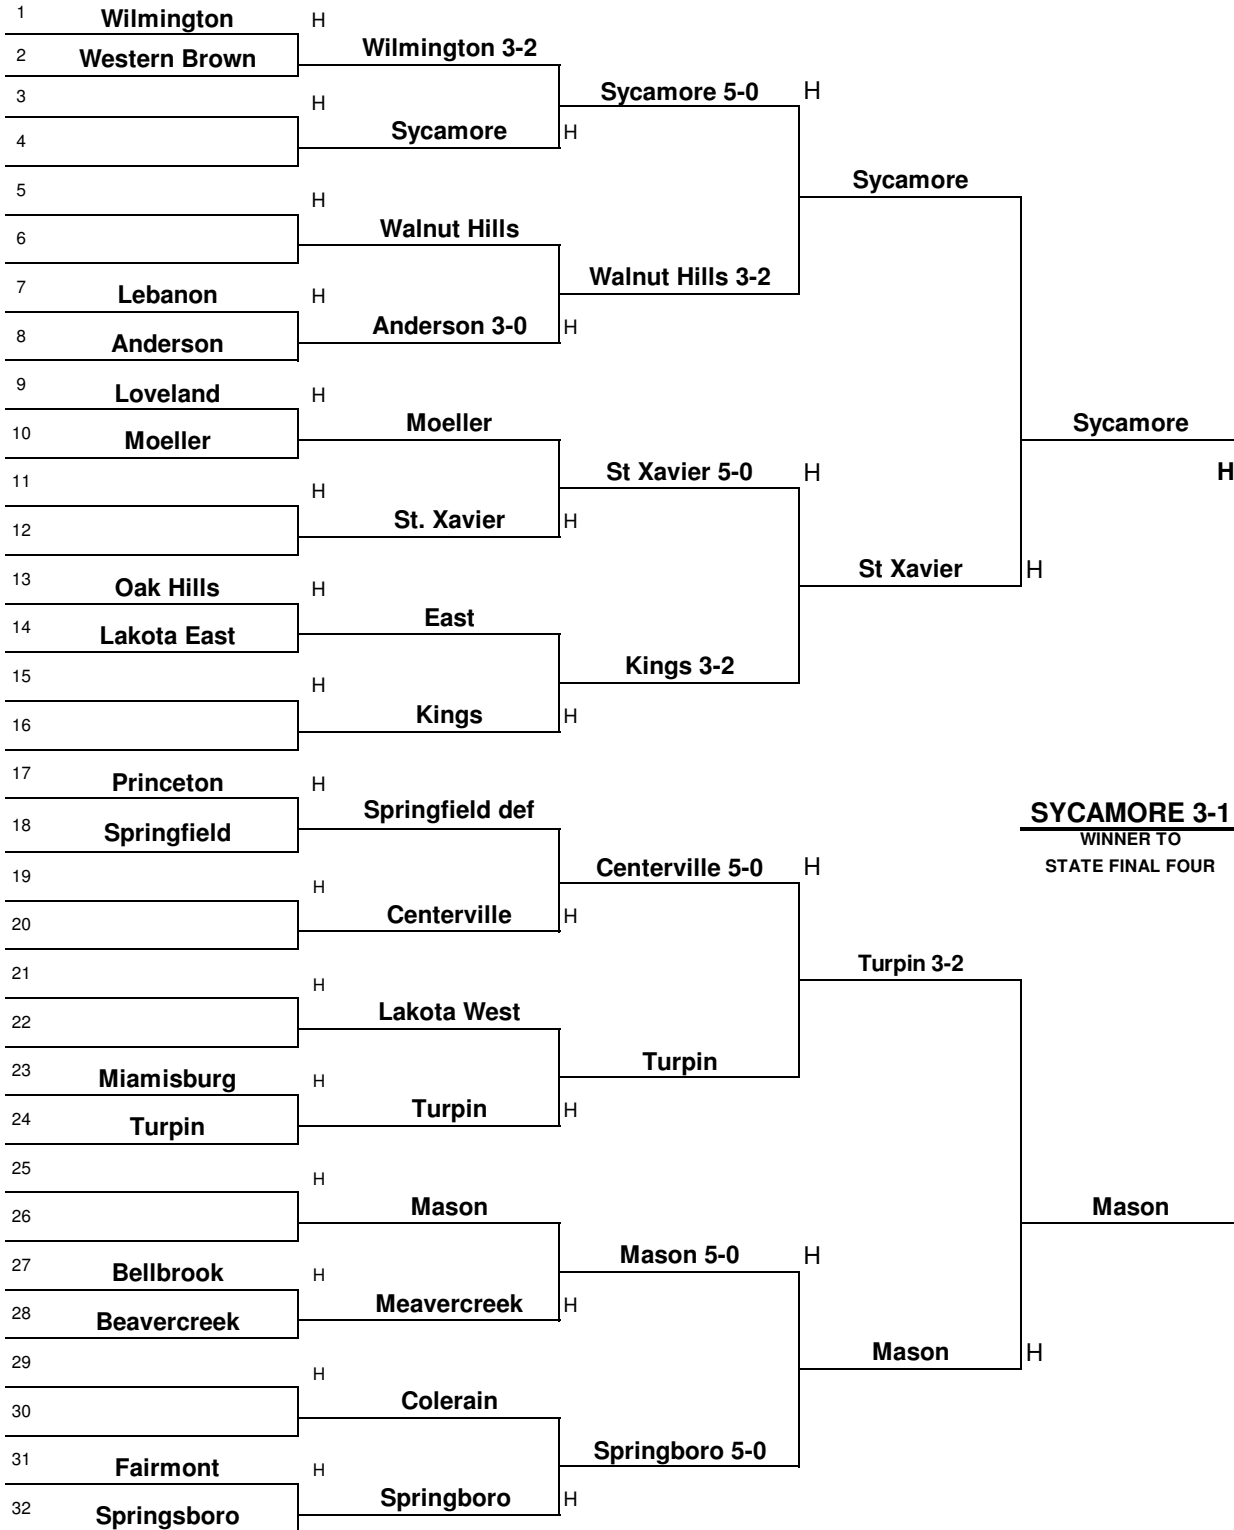 1 Wilmington H
Wilmington 3-2
2 Western Brown
3 H Sycamore 5-0 H
4 Sycamore H
5 H Sycamore
6 Walnut Hills
7 Lebanon H Walnut Hills 3-2
8 Anderson Anderson 3-0 H
9 Loveland H
10 Moeller Moeller Sycamore
11 H St Xavier 5-0 H H
12 St. Xavier H
13 Oak Hills H St Xavier H
14 Lakota East East
15 H Kings 3-2
16 Kings H
17 Princeton H
18 Springfield Springfield def SYCAMORE 3-1
WINNER TO
19 H Centerville 5-0 H STATE FINAL FOUR
20 Centerville H
21 H Turpin 3-2
22 Lakota West
23 Miamisburg H Turpin
24 Turpin Turpin H
25 H
26 Mason Mason
27 Bellbrook H Mason 5-0 H
28 Beavercreek Meavercreek H
29 H Mason H
30 Colerain
31 Fairmont H Springboro 5-0
32 Springsboro Springboro H